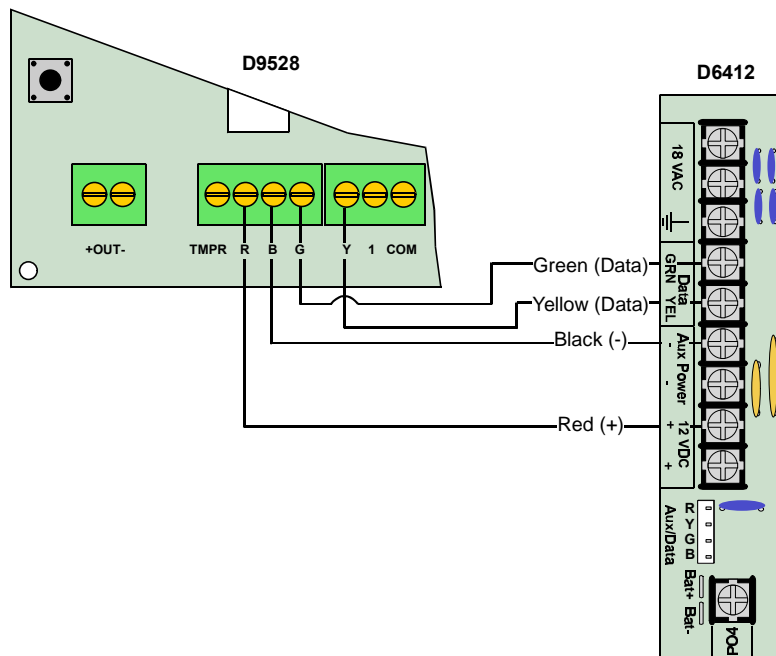 D9528
D6412
+OUT-
TMPR R B G Y 1 COM
18 VAC
Data
GRN YEL
Aux Power
- -
12 VDC
+ +
Green (Data)
Yellow (Data)
Black (-)
Red (+)
R
Y
G
B
Aux/Data
Bat+ Bat-
PO4